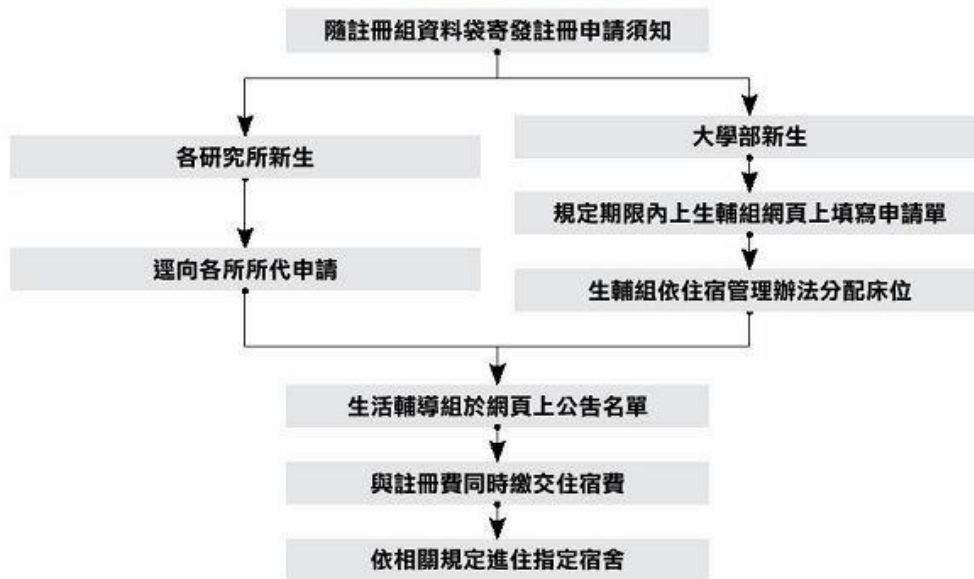 隨註冊組資料袋寄發註冊申請須知
各研究所新生
大學部新生
規定期限內上生輔組網頁上填寫申請單
逕向各所所代申請
生輔組依住宿管理辦法分配床位
生活輔導組於網頁上公告名單
與註冊費同時繳交住宿費
依相關規定進住指定宿舍